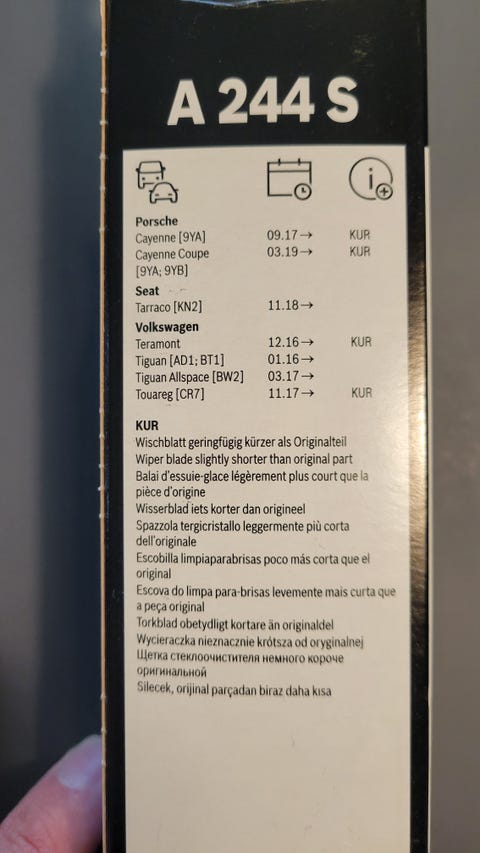 A 244 S
Porsche
Cayenne [9YA] 09.17→ KUR
Cayenne Coupe 03.19→ KUR
[9YA; 9YB]
Seat
Tarraco [KN2] 11.18→
Volkswagen
Teramont 12.16→ KUR
Tiguan [AD1; BT1] 01.16→
Tiguan Allspace [BW2] 03.17→
Touareg [CR7] 11.17→ KUR
KUR
Wischblatt geringfügig kürzer als Originalteil
Wiper blade slightly shorter than original part
Balai d'essuie-glace légèrement plus court que la
pièce d'origine
Wisserblad iets korter dan origineel
Spazzola tergicristallo leggermente più corta
dell'originale
Escobilla limpiaparabrisas poco más corta que el
original
Escova do limpa para-brisas levemente mais curta que
a peça original
Torkblad obetydligt kortare än originaldel
Wycieraczka nieznacznie krótsza od oryginalnej
Щетка стеклоочистителя немного короче
оригинальной
Silecek, orijinal parçadan biraz daha kısa